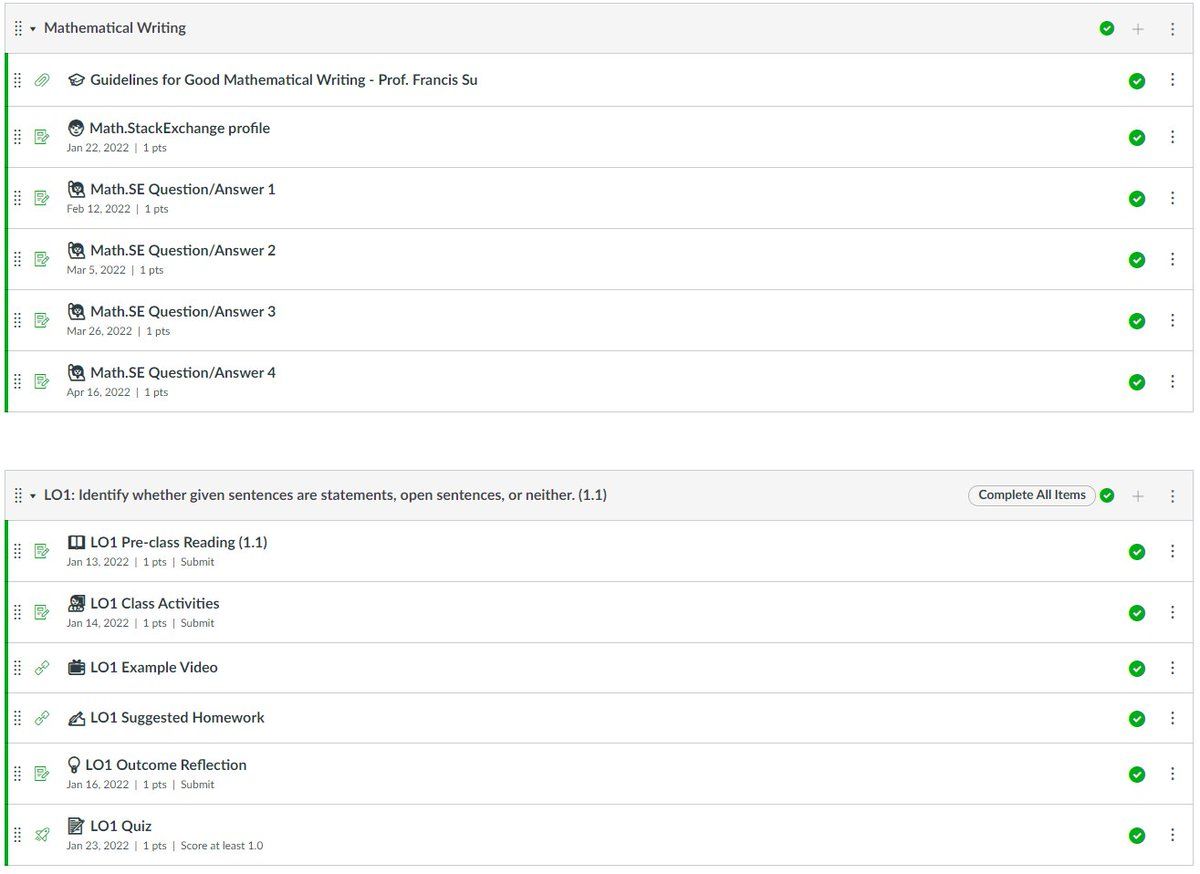 Mathematical Writing
Guidelines for Good Mathematical Writing - Prof. Francis Su
Math.StackExchange profile
Jan 22, 2022 | 1 pts
Math.SE Question/Answer 1
Feb 12, 2022 | 1 pts
Math.SE Question/Answer 2
Mar 5, 2022 | 1 pts
Math.SE Question/Answer 3
Mar 26, 2022 | 1 pts
Math.SE Question/Answer 4
Apr 16, 2022 | 1 pts
LO1: Identify whether given sentences are statements, open sentences, or neither. (1.1) Complete All Items
LO1 Pre-class Reading (1.1)
Jan 13, 2022 | 1 pts | Submit
LO1 Class Activities
Jan 14, 2022 | 1 pts | Submit
LO1 Example Video
LO1 Suggested Homework
LO1 Outcome Reflection
Jan 16, 2022 | 1 pts | Submit
LO1 Quiz
Jan 23, 2022 | 1 pts | Score at least 1.0